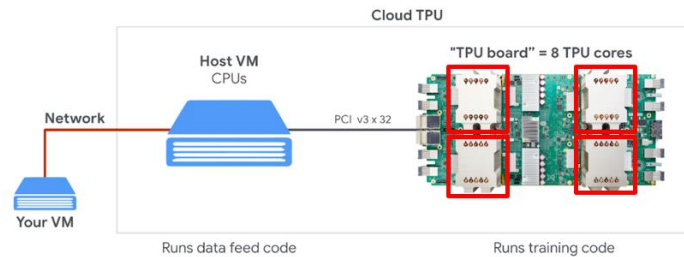 Cloud TPU
Host VM
CPUs
"TPU board” = 8 TPU cores
Network
PCI v3 x 32
Your VM
Runs data feed code
Runs training code